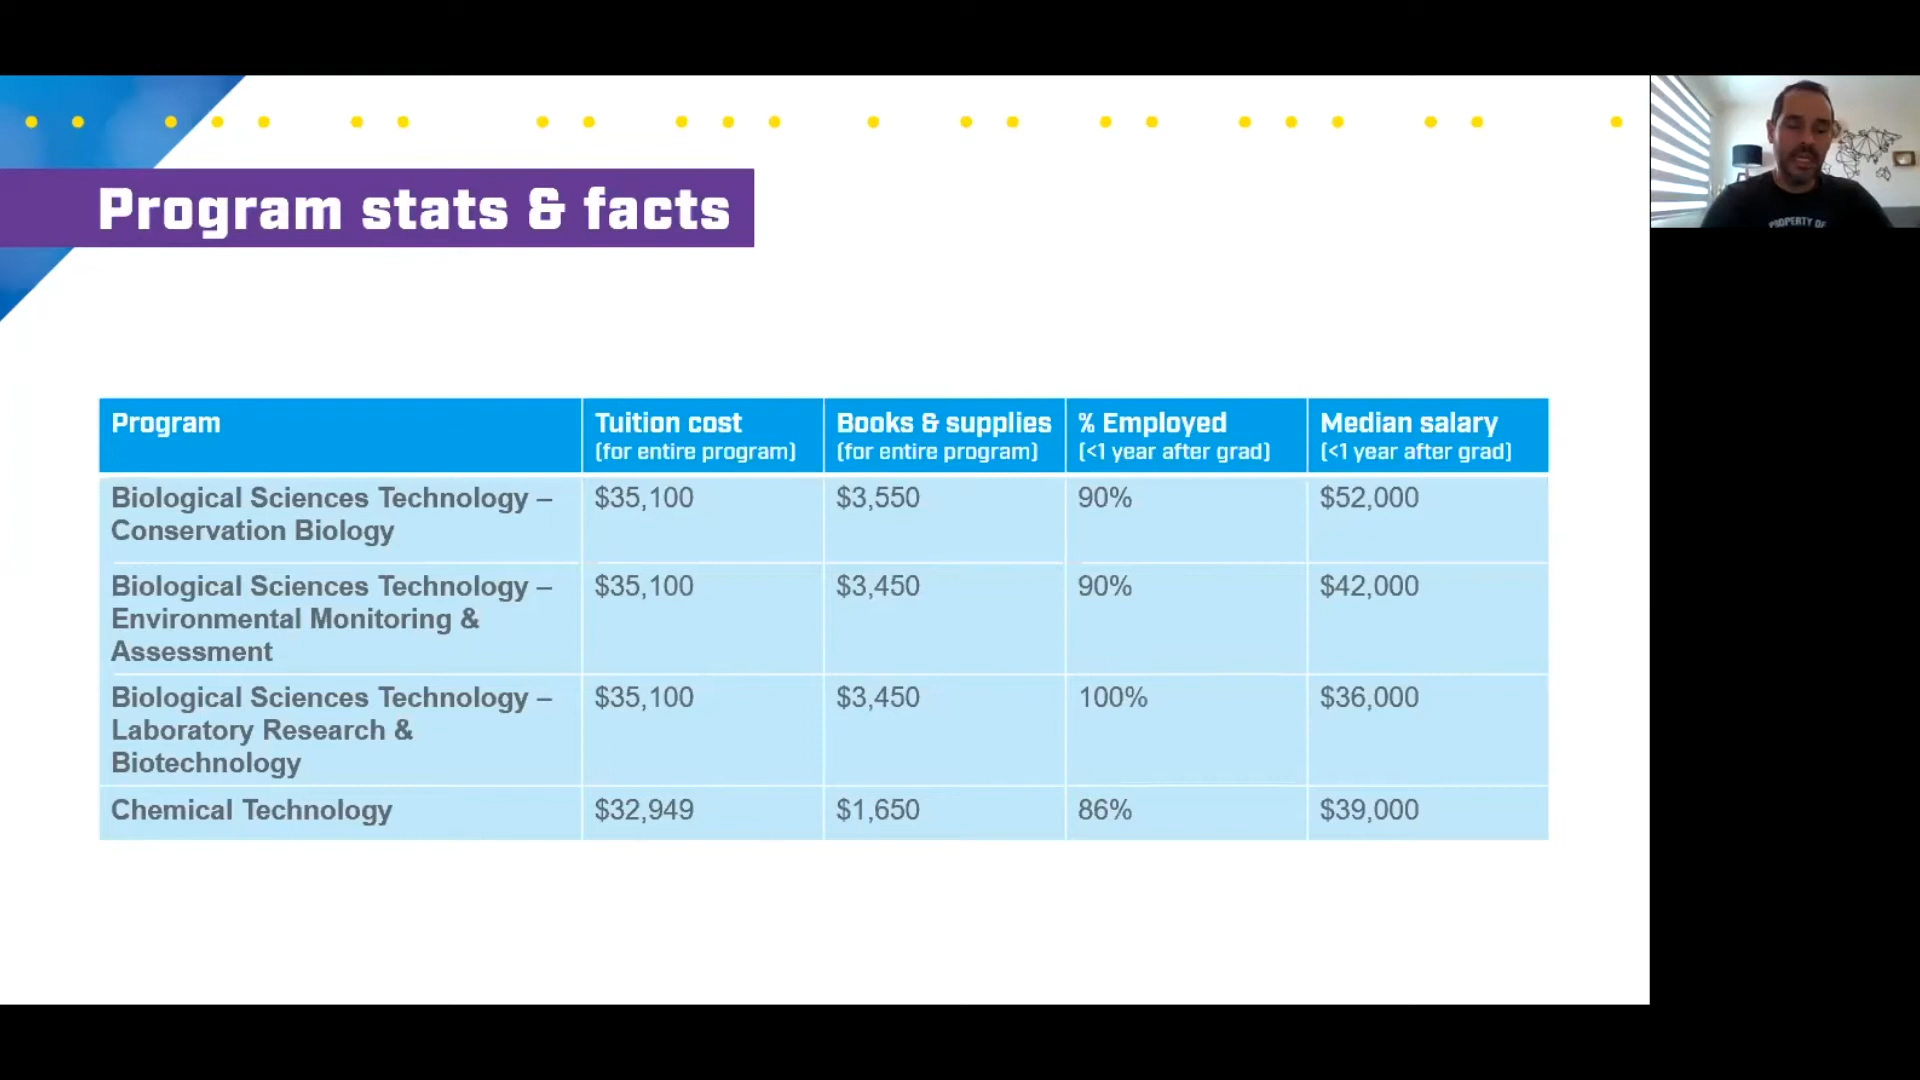 Program stats & facts
Program
Tuition cost
(for entire program)
Books & supplies
(for entire program)
% Employed
(<1 year after grad)
Median salary
(<1 year after grad)
Biological Sciences Technology –
Conservation Biology
$35,100
$3,550
90%
$52,000
Biological Sciences Technology –
Environmental Monitoring &
Assessment
$35,100
$3,450
90%
$42,000
Biological Sciences Technology –
Laboratory Research &
Biotechnology
$35,100
$3,450
100%
$36,000
Chemical Technology
$32,949
$1,650
86%
$39,000
PROPERTY OF